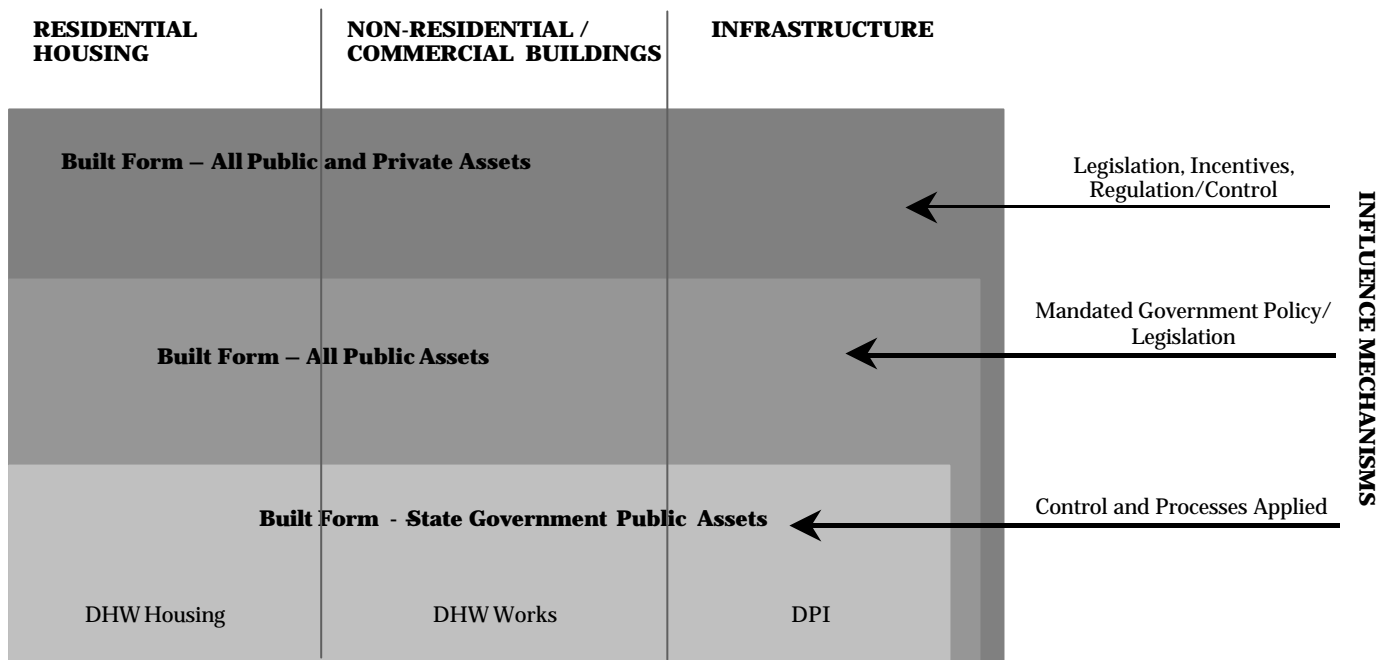 RESIDENTIAL
HOUSING
NON-RESIDENTIAL /
COMMERCIAL BUILDINGS
INFRASTRUCTURE
Built Form – All Public and Private Assets
Legislation, Incentives,
Regulation/Control
Built Form – All Public Assets
Mandated Government Policy/
Legislation
Built Form - State Government Public Assets
Control and Processes Applied
DHW Housing
DHW Works
DPI
INFLUENCE MECHANISMS